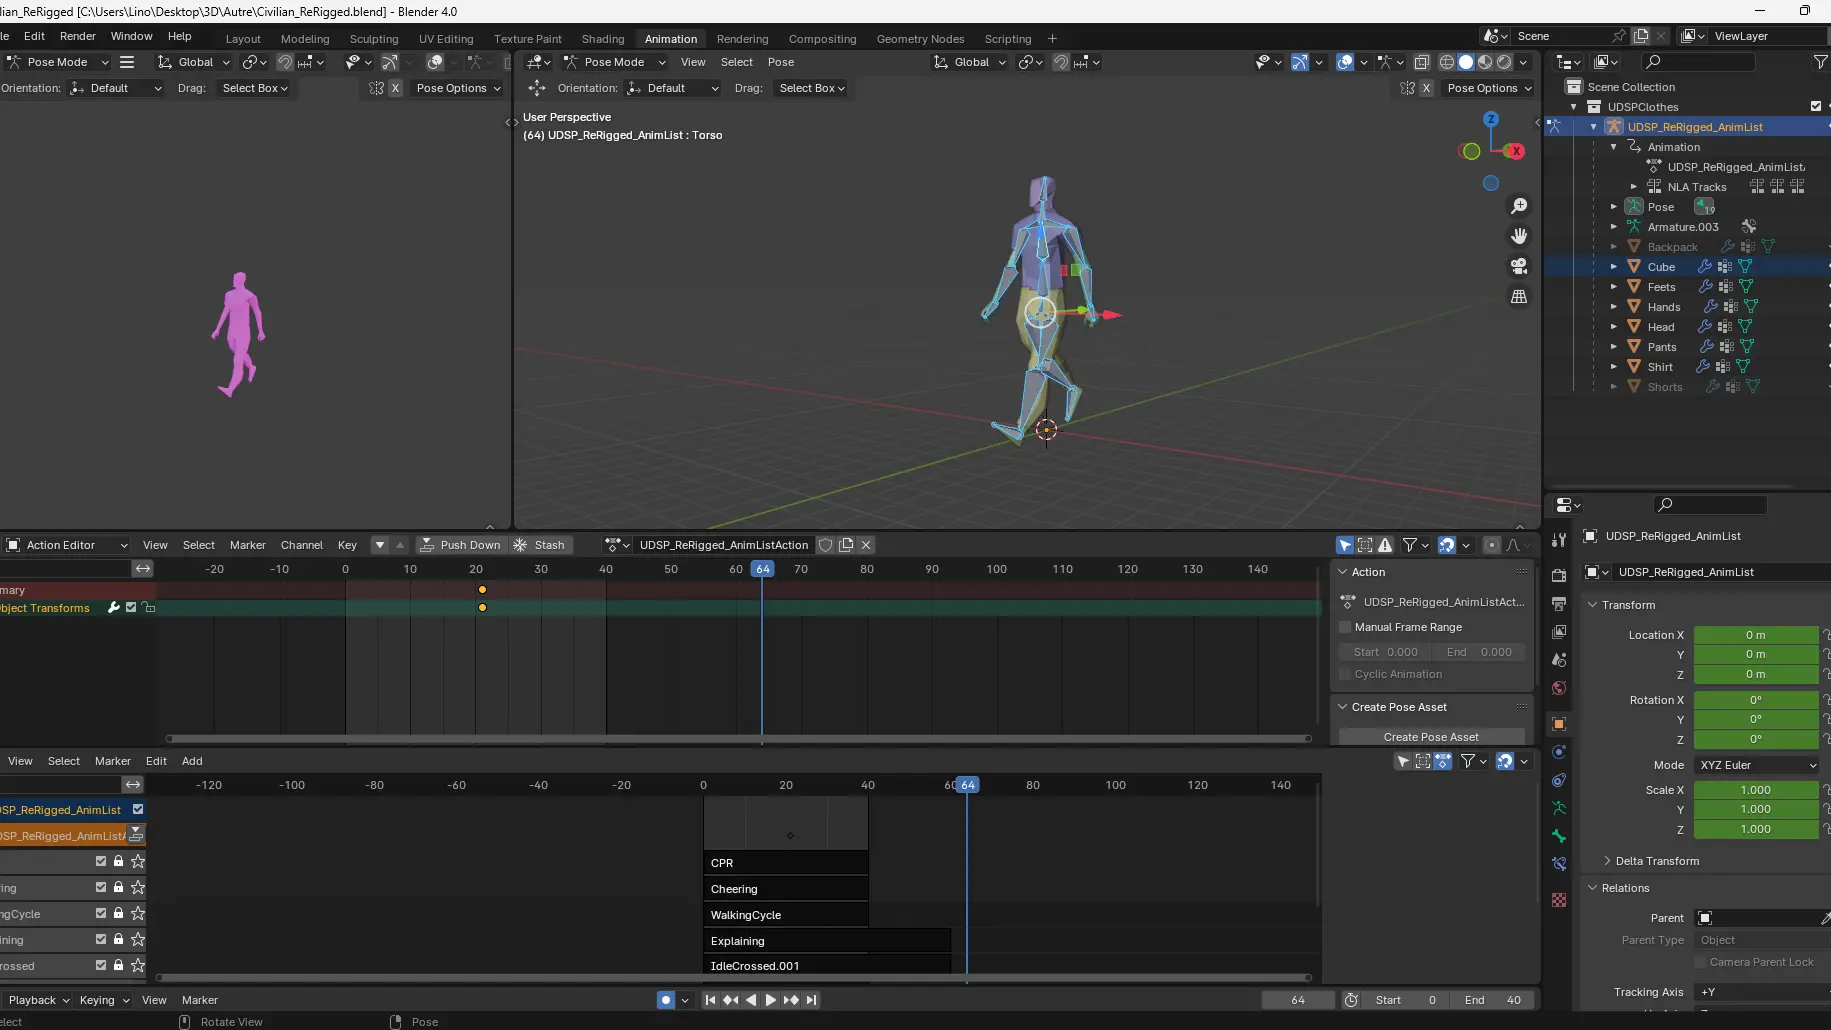 lian_ReRigged [C:\Users\Lino\Desktop\3D\Autre\Civilian_ReRigged.blend] - Blender 4.0
le Edit Render Window Help Layout Modeling Sculpting UV Editing Texture Paint Shading Animation Rendering Compositing Geometry Nodes Scripting + Scene ViewLayer
Pose Mode Global Pose Mode View Select Pose Global
Orientation: Default Drag: Select Box X Pose Options Orientation: Default Drag: Select Box X Pose Options
User Perspective
(64) UDSP_ReRigged_AnimList : Torso
Z
X
Scene Collection
UDSPClothes
UDSP_ReRigged_AnimList
Animation
UDSP_ReRigged_AnimList
NLA Tracks
Pose 19
Armature.003
Backpack
Cube
Feets
Hands
Head
Pants
Shirt
Shorts
Action Editor View Select Marker Channel Key Push Down Stash UDSP_ReRigged_AnimListAction
-20 -10 0 10 20 30 40 50 60 64 70 80 90 100 110 120 130 140
mary
bject Transforms
Action
UDSP_ReRigged_AnimListAct...
Manual Frame Range
Start 0.000 End 0.000
Cyclic Animation
Create Pose Asset
Create Pose Asset
View Select Marker Edit Add
-120 -100 -80 -60 -40 -20 0 20 40 60 64 80 100 120 140
DSP_ReRigged_AnimList
DSP_ReRigged_AnimListA
CPR
ring Cheering
ngCycle WalkingCycle
ining Explaining
rossed IdleCrossed.001
Playback Keying View Marker 64 Start 0 End 40
elect Rotate View Pose
UDSP_ReRigged_AnimList
UDSP_ReRigged_AnimList
Transform
Location X 0 m
Y 0 m
Z 0 m
Rotation X 0°
Y 0°
Z 0°
Mode XYZ Euler
Scale X 1.000
Y 1.000
Z 1.000
Delta Transform
Relations
Parent
Parent Type Object
Camera Parent Lock
Tracking Axis +Y